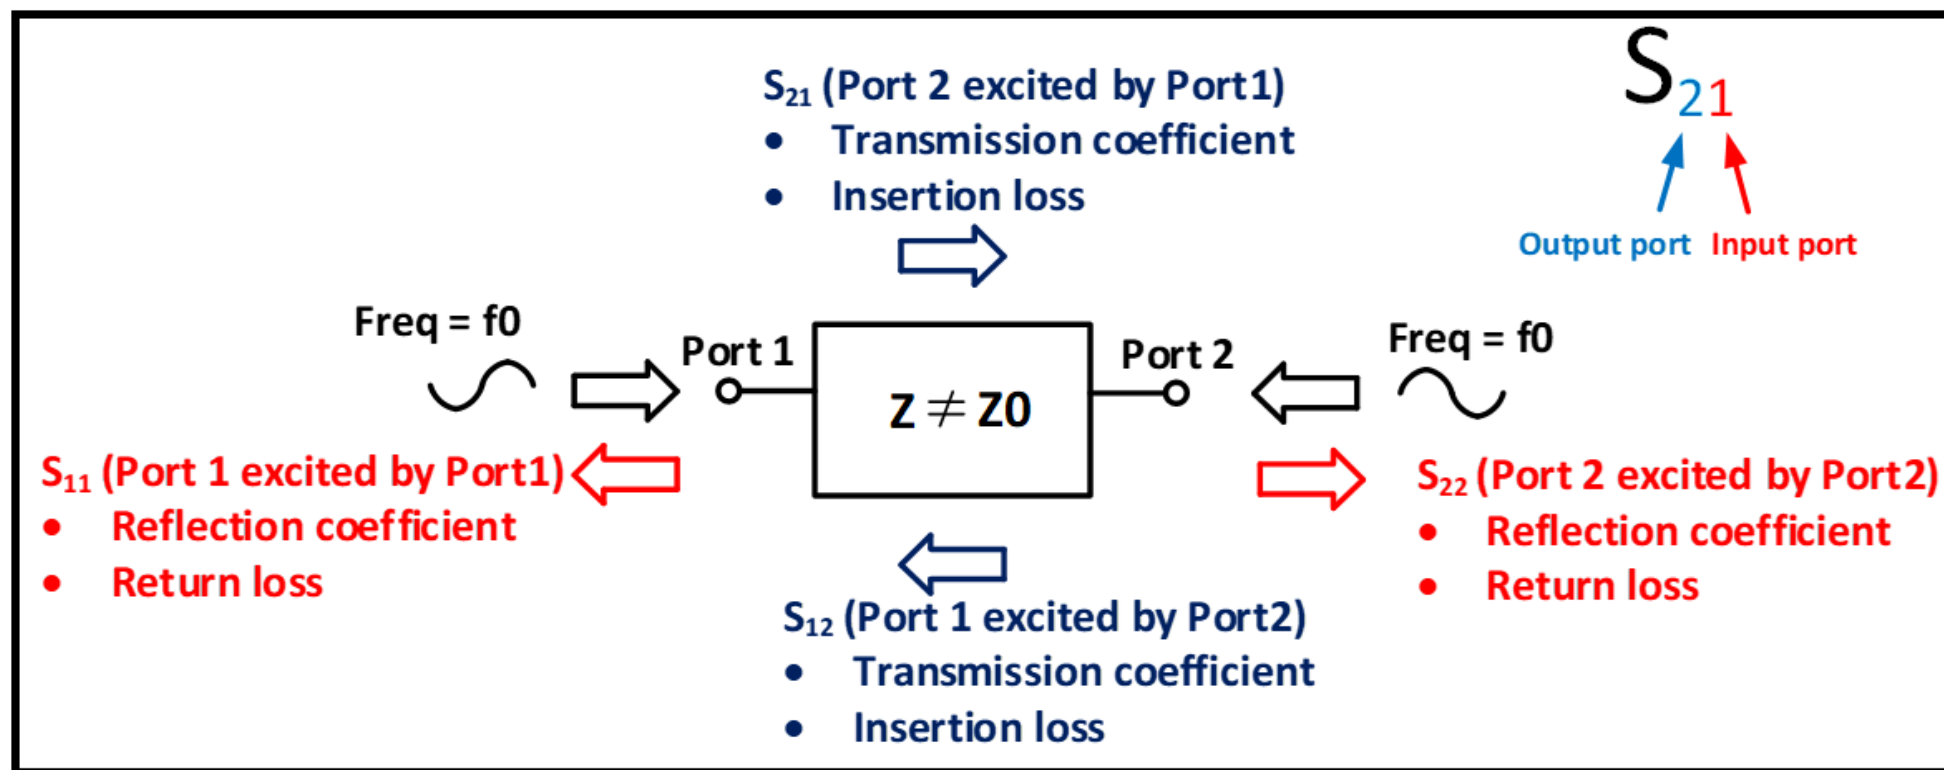 S₂₁ (Port 2 excited by Port1)
• Transmission coefficient
• Insertion loss
S₂₁
Output port Input port
Freq = f0
Port 1
Z ≠ Z0
Port 2
Freq = f0
S₁₁ (Port 1 excited by Port1)
• Reflection coefficient
• Return loss
S₂₂ (Port 2 excited by Port2)
• Reflection coefficient
• Return loss
S₁₂ (Port 1 excited by Port2)
• Transmission coefficient
• Insertion loss